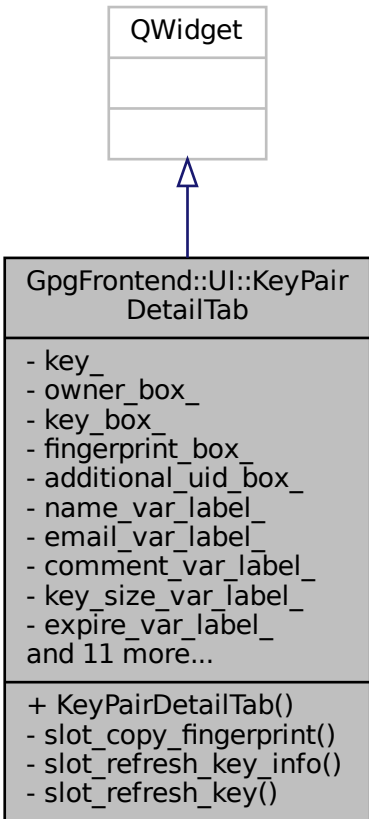 QWidget
GpgFrontend::UI::KeyPair
DetailTab
- key_
- owner_box_
- key_box_
- fingerprint_box_
- additional_uid_box_
- name_var_label_
- email_var_label_
- comment_var_label_
- key_size_var_label_
- expire_var_label_
and 11 more...
+ KeyPairDetailTab()
- slot_copy_fingerprint()
- slot_refresh_key_info()
- slot_refresh_key()